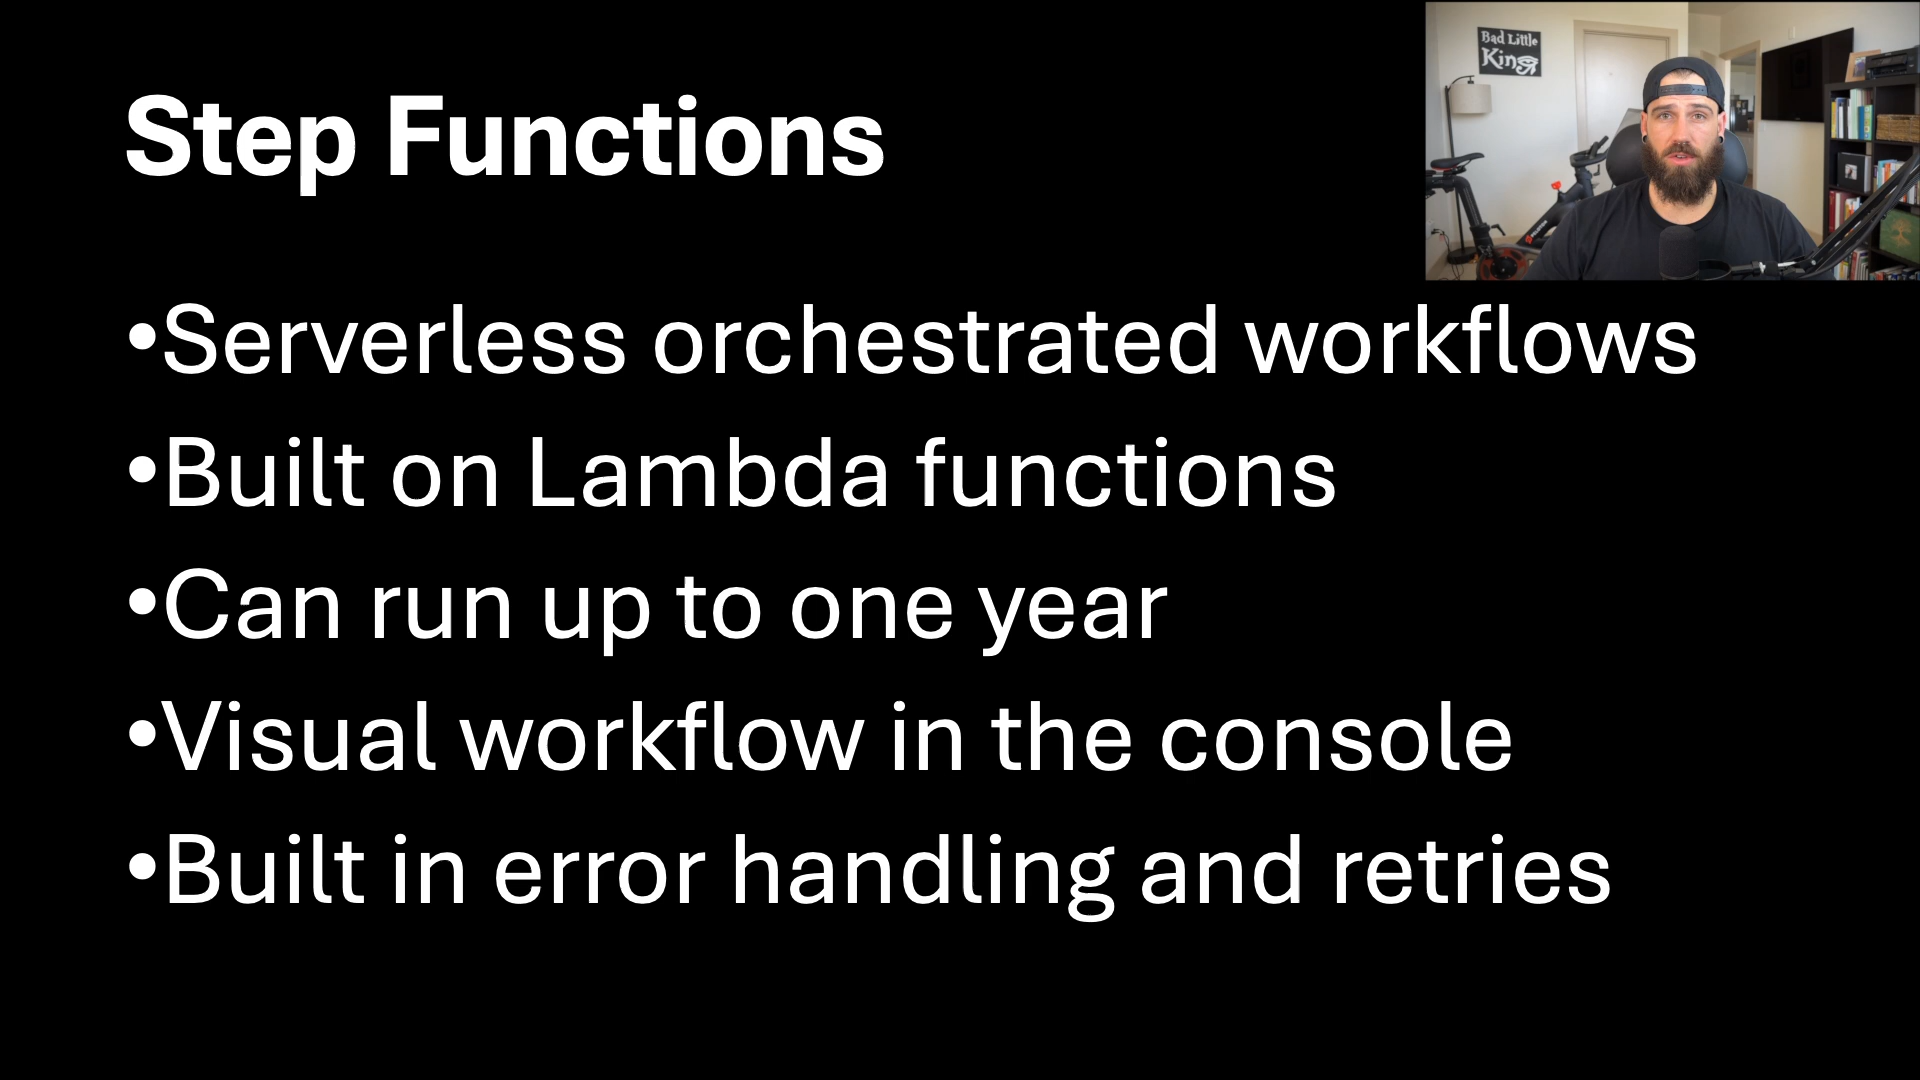 Step Functions
Bad Little
King
•Serverless orchestrated workflows
•Built on Lambda functions
•Can run up to one year
•Visual workflow in the console
•Built in error handling and retries